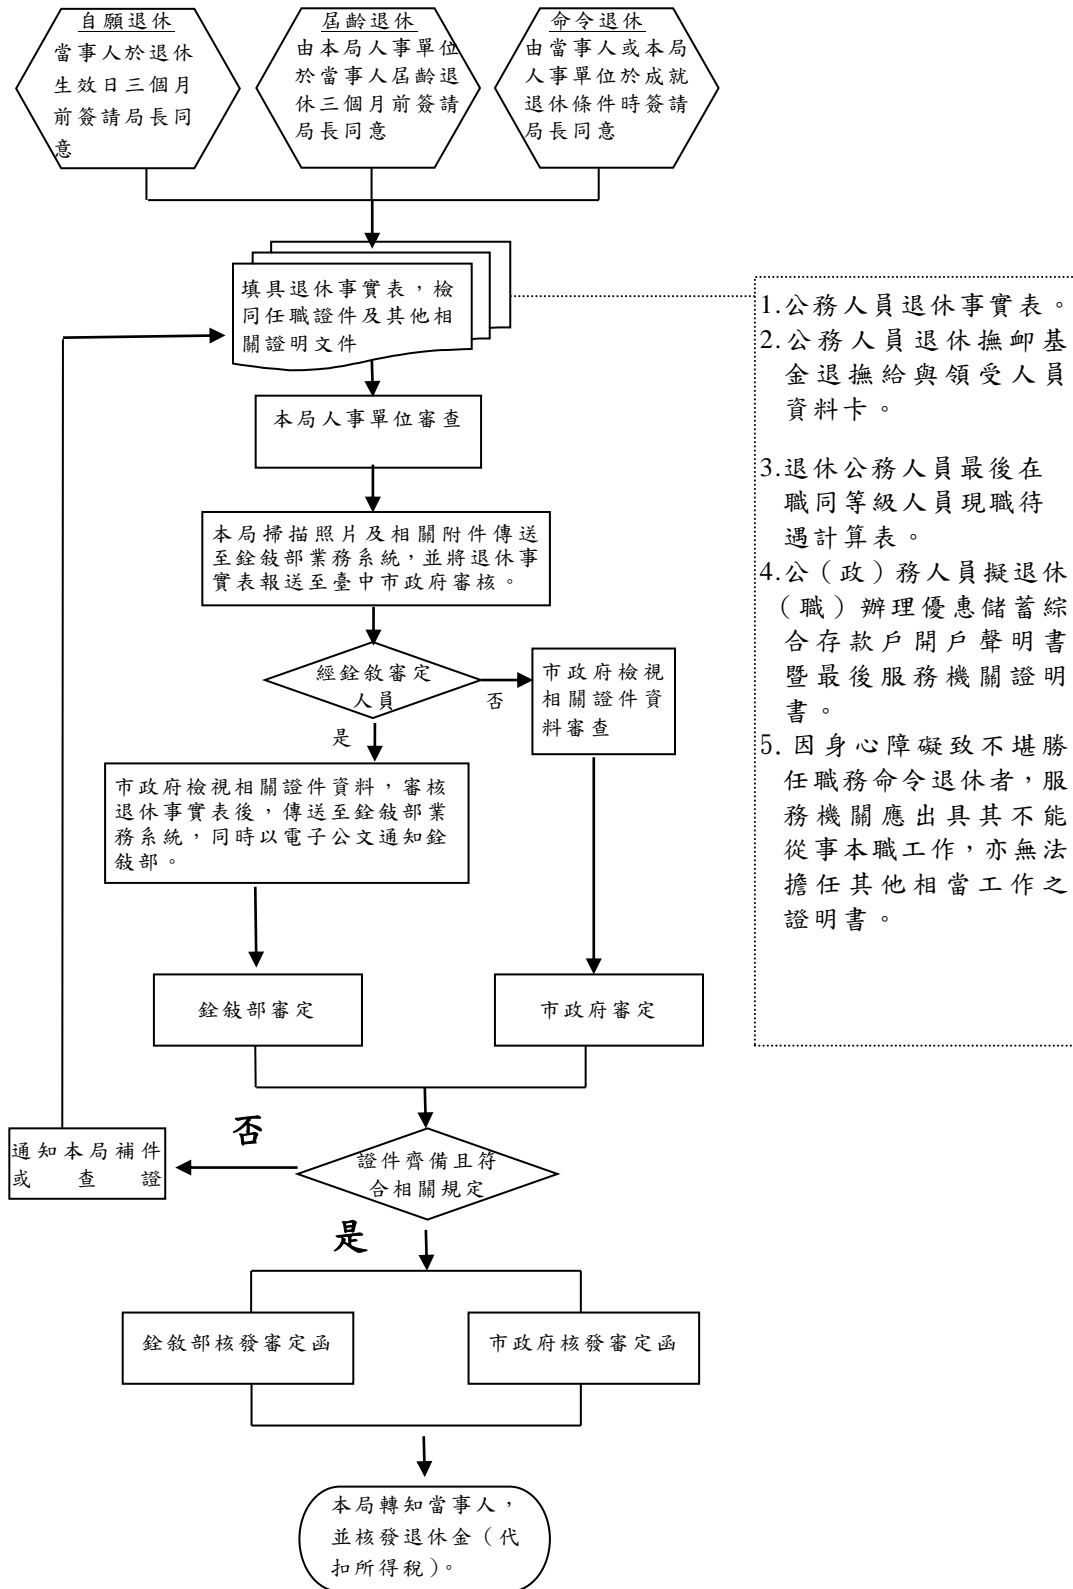 自願退休
當事人於退休
生效日三個月
前簽請局長同
意
屆齡退休
由本局人事單位
於當事人屆齡退
休三個月前簽請
局長同意
命令退休
由當事人或本局
人事單位於成就
退休條件時簽請
局長同意
填具退休事實表，檢
同任職證件及其他相
關證明文件
1.公務人員退休事實表。
2.公務人員退休撫卹基
金退撫給與領受人員
資料卡。
3.退休公務人員最後在
職同等級人員現職待
遇計算表。
4.公（政）務人員擬退休
（職）辦理優惠儲蓄綜
合存款戶開戶聲明書
暨最後服務機關證明
書。
5.因身心障礙致不堪勝
任職務命令退休者，服
務機關應出具其不能
從事本職工作，亦無法
擔任其他相當工作之
證明書。
本局人事單位審查
本局掃描照片及相關附件傳送
至銓敍部業務系統，並將退休事
實表報送至臺中市政府審核。
經銓敘審定
人員
否
市政府檢視
相關證件資
料審查
是
市政府檢視相關證件資料，審核
退休事實表後，傳送至銓敘部業
務系統，同時以電子公文通知銓
敍部。
銓敍部審定
市政府審定
否
通知本局補件
或查證
證件齊備且符
合相關規定
是
銓敘部核發審定函
市政府核發審定函
本局轉知當事人，
並核發退休金（代
扣所得稅）。